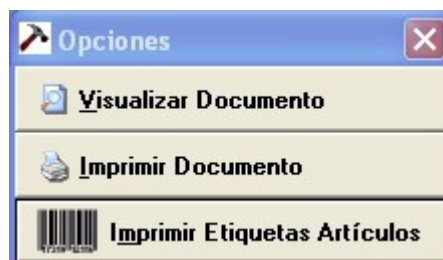 Opciones
Visualizar Documento
Imprimir Documento
Imprimir Etiquetas Artículos